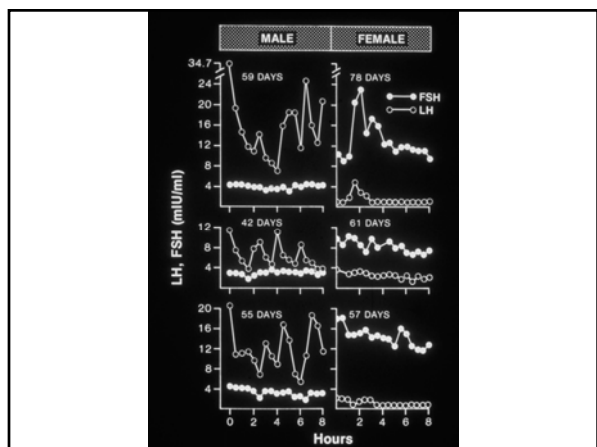 MALE FEMALE
34.7
59 DAYS 78 DAYS
24
20
16
12
8
4
FSH
LH
LH, FSH (mIU/ml)
42 DAYS 61 DAYS
12
8
4
55 DAYS 57 DAYS
20
16
12
8
4
0 2 4 6 8 2 4 6 8
Hours